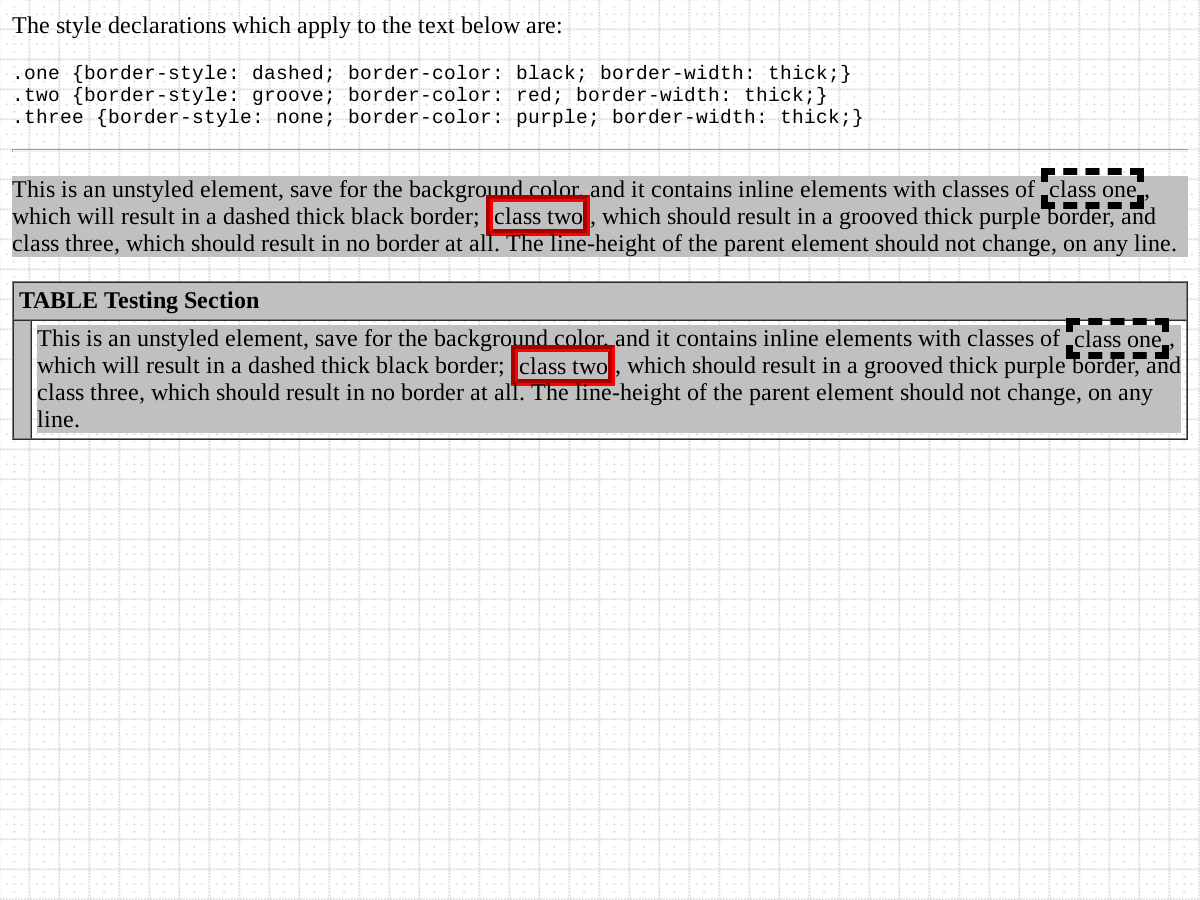 The style declarations which apply to the text below are:
.one {border-style: dashed; border-color: black; border-width: thick;}
.two {border-style: groove; border-color: red; border-width: thick;}
.three {border-style: none; border-color: purple; border-width: thick;}
This is an unstyled element, save for the background color, and it contains inline elements with classes of class one,
which will result in a dashed thick black border; class two, which should result in a grooved thick purple border, and
class three, which should result in no border at all. The line-height of the parent element should not change, on any line.
TABLE Testing Section
This is an unstyled element, save for the background color, and it contains inline elements with classes of class one,
which will result in a dashed thick black border; class two, which should result in a grooved thick purple border, and
class three, which should result in no border at all. The line-height of the parent element should not change, on any
line.